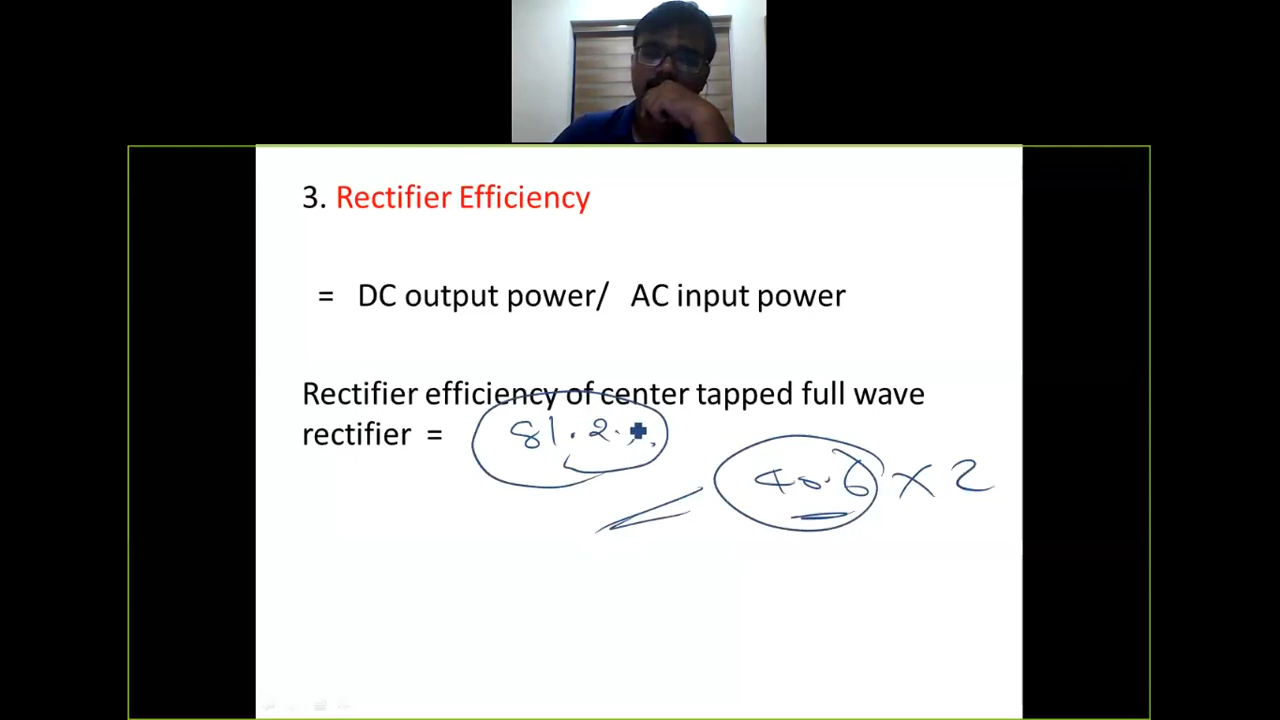 3. Rectifier Efficiency
= DC output power/ AC input power
Rectifier efficiency of center tapped full wave
rectifier = 81.2
40.6 × 2